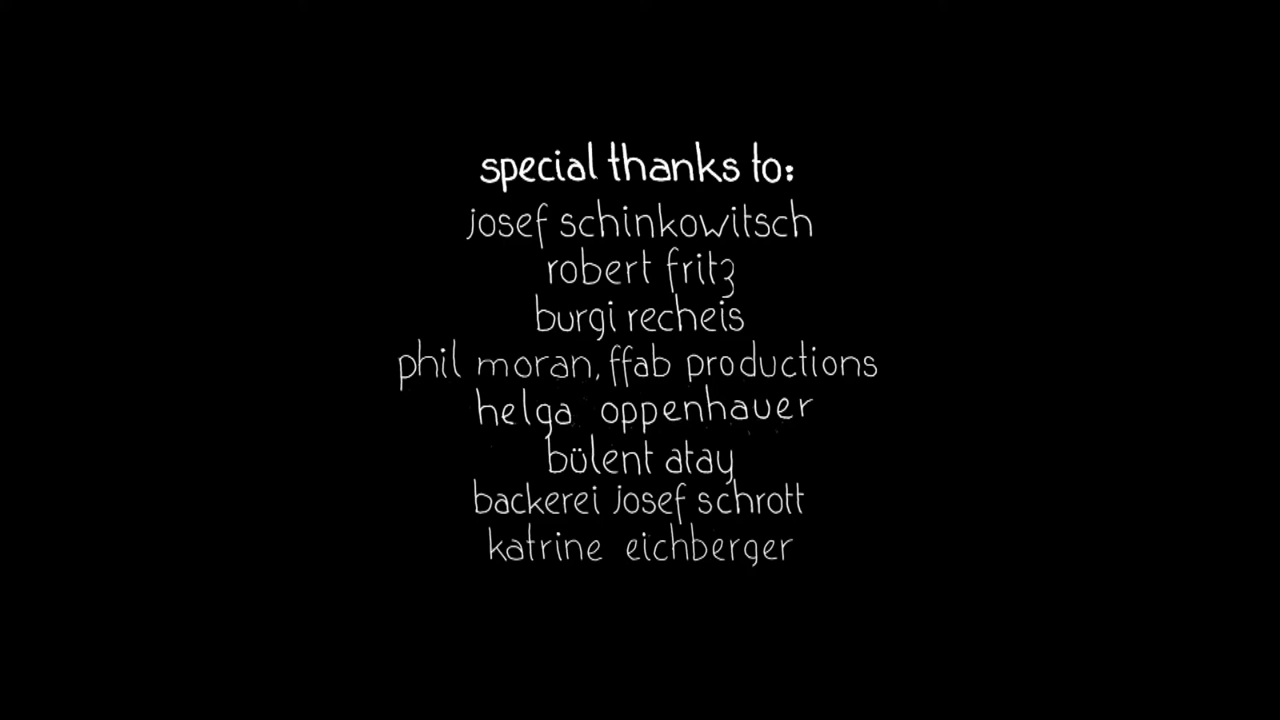 special thanks to:
josef schinkowitsch
robert fritz
burgi recheis
phil moran, ffab productions
helga oppenhauer
bülent atay
backerei josef schrott
katrine eichberger